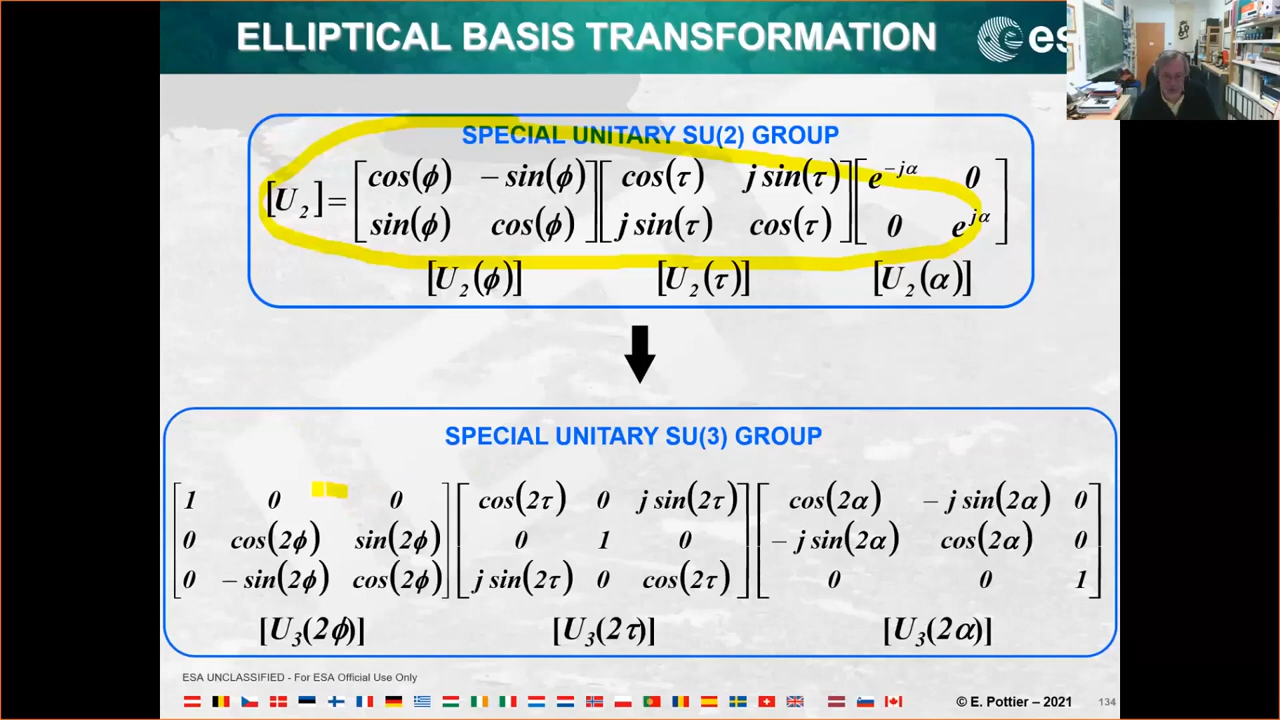 ELLIPTICAL BASIS TRANSFORMATION
es
SPECIAL UNITARY SU(2) GROUP
[U₂] = [cos(ϕ) − sin(ϕ)] [cos(τ) j sin(τ)] [e^{−jα} 0]
[sin(ϕ) cos(ϕ)] [j sin(τ) cos(τ)] [0 e^{jα}]
[U₂(ϕ)] [U₂(τ)] [U₂(α)]
SPECIAL UNITARY SU(3) GROUP
[1 0 0] [cos(2τ) 0 j sin(2τ)] [cos(2α) − j sin(2α) 0]
[0 cos(2ϕ) sin(2ϕ)] [0 1 0] [− j sin(2α) cos(2α) 0]
[0 − sin(2ϕ) cos(2ϕ)] [j sin(2τ) 0 cos(2τ)] [0 0 1]
[U₃(2ϕ)] [U₃(2τ)] [U₃(2α)]
ESA UNCLASSIFIED - For ESA Official Use Only
© E. Pottier – 2021 134